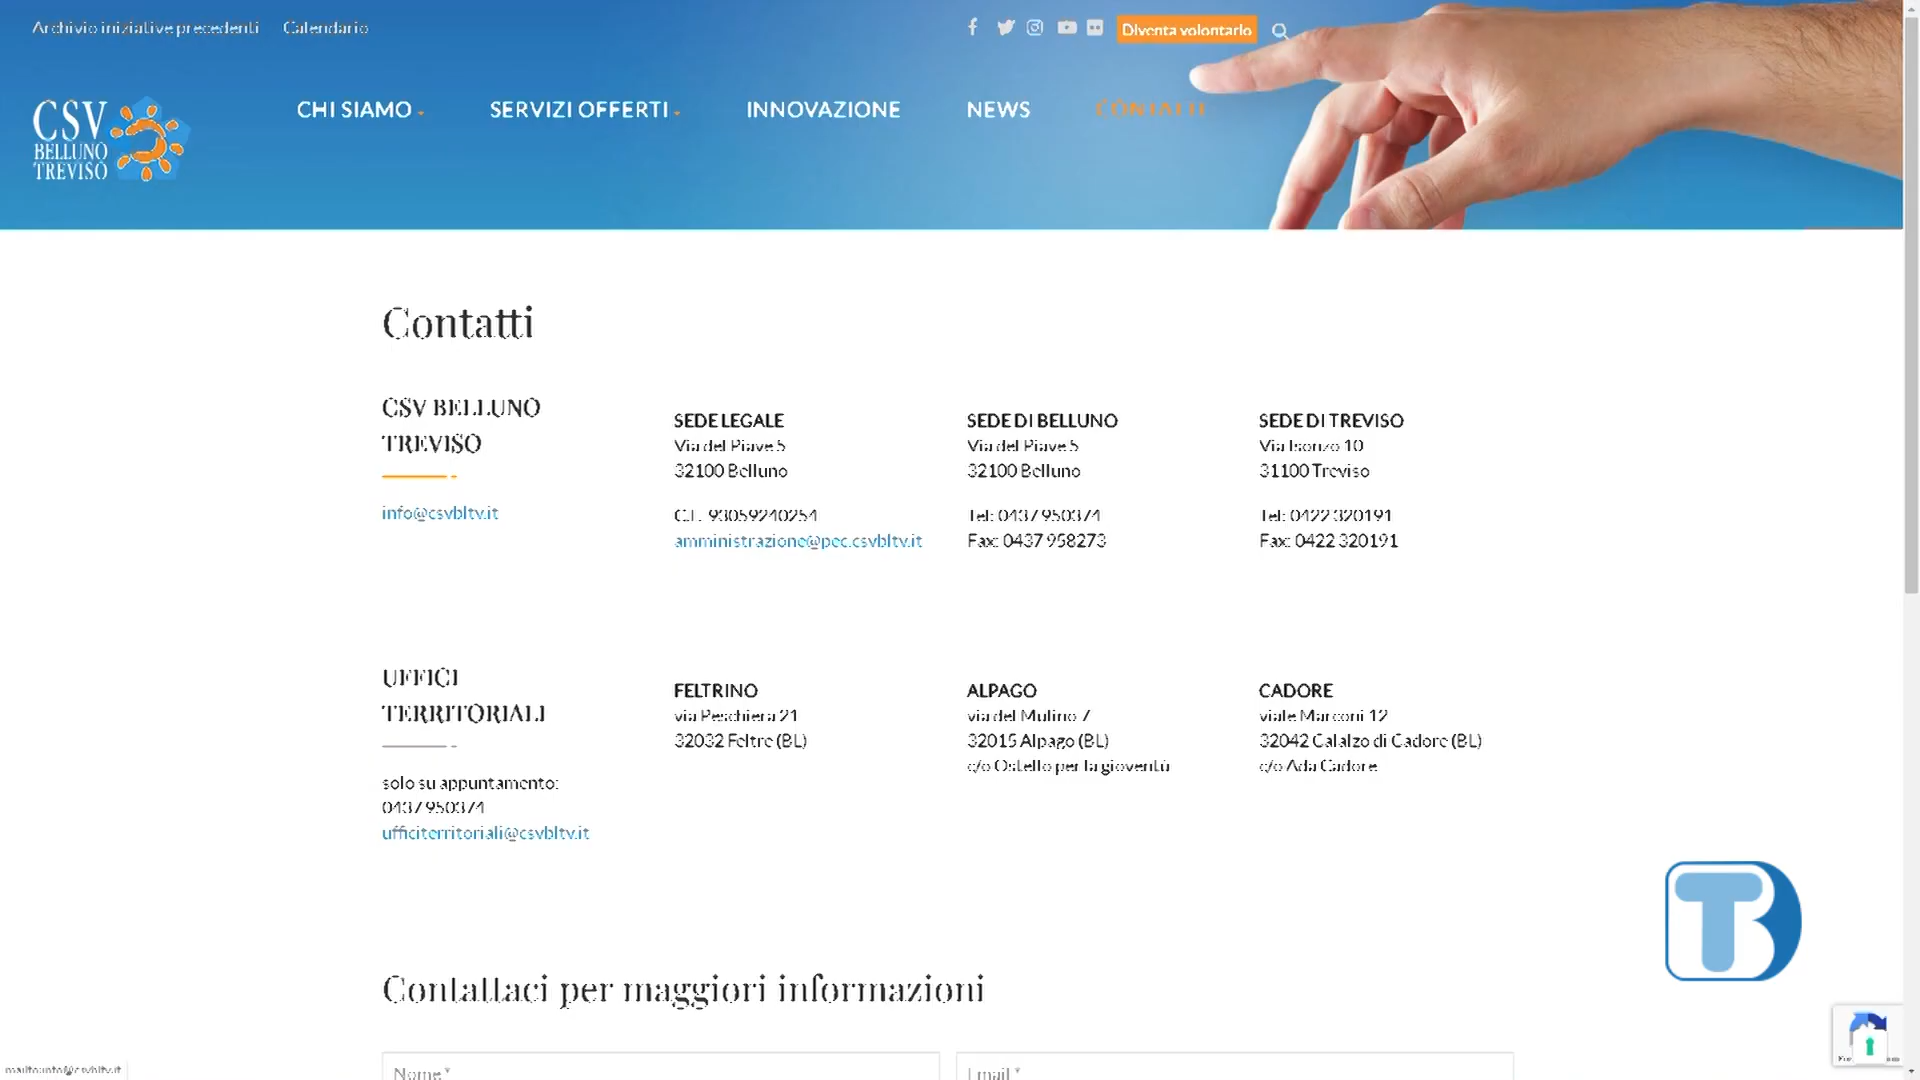 Archivio iniziative precedenti Calendario
Diventa volontario
CSV
BELLUNO
TREVISO
CHI SIAMO SERVIZI OFFERTI INNOVAZIONE NEWS CONTATTI
Contatti
CSV BELLUNO
TREVISO
info@csvbltv.it
SEDE LEGALE
Via del Piave 5
32100 Belluno
C.F. 93059240254
amministrazione@pec.csvbltv.it
SEDE DI BELLUNO
Via del Piave 5
32100 Belluno
Tel: 0437 950374
Fax: 0437 958273
SEDE DI TREVISO
Via Isonzo 10
31100 Treviso
Tel: 0422 320191
Fax: 0422 320191
UFFICI
TERRITORIALI
solo su appuntamento:
0437 950374
ufficiterritoriali@csvbltv.it
FELTRINO
via Peschiera 21
32032 Feltre (BL)
ALPAGO
via del Mulino 7
32015 Alpago (BL)
c/o Ostello per la gioventù
CADORE
viale Marconi 12
32042 Calalzo di Cadore (BL)
c/o Ada Cadore
TB
Contattaci per maggiori informazioni
Nome * Email *
mailto:info@csvbltv.it